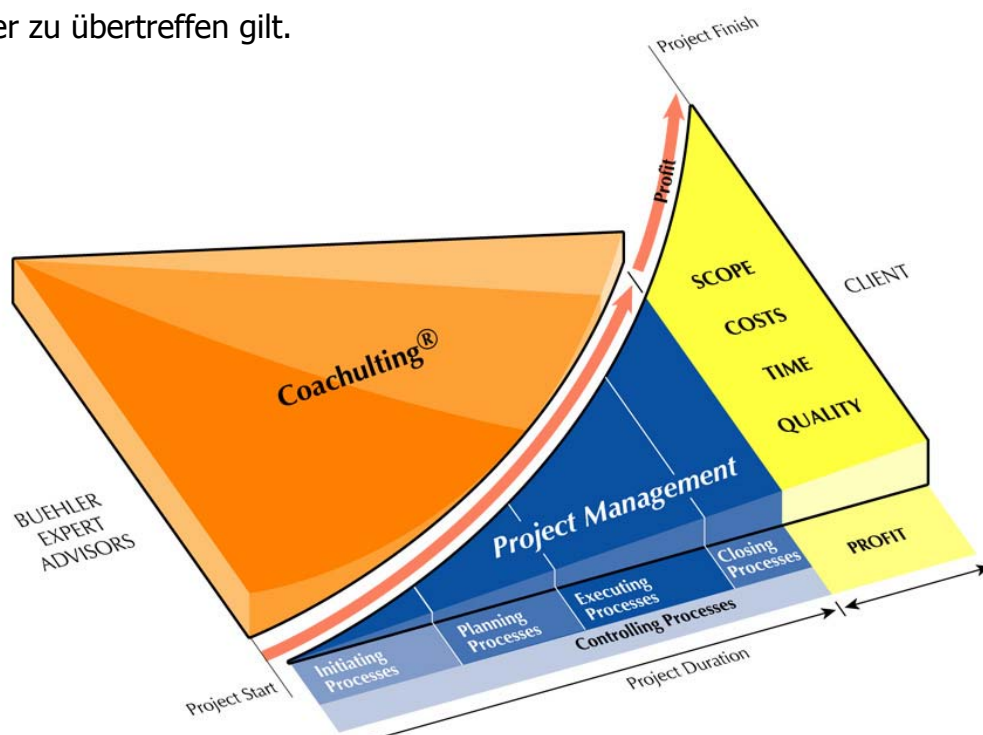 er zu übertreffen gilt.
Project Finish
Profit
SCOPE
COSTS
TIME
QUALITY
CLIENT
Coachulting®
BUEHLER
EXPERT
ADVISORS
Project Management
Initiating
Processes
Planning
Processes
Executing
Processes
Closing
Processes
PROFIT
Controlling Processes
Project Start
Project Duration